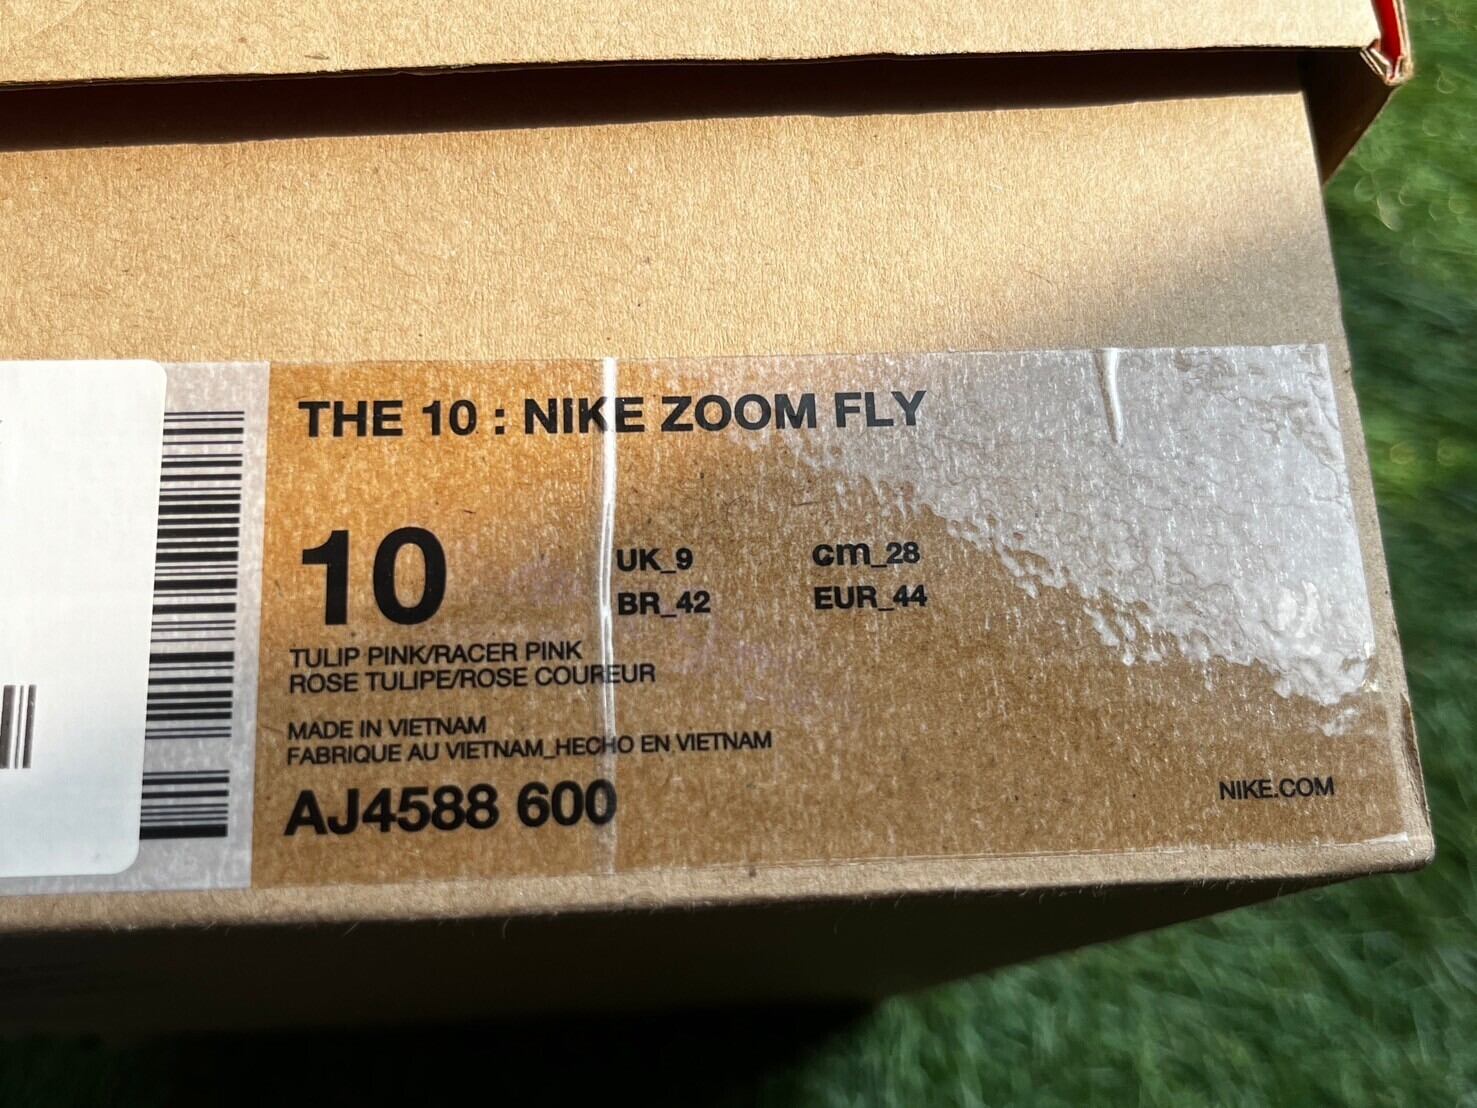 THE 10 : NIKE ZOOM FLY
10
UK_9 cm_28
BR_42 EUR_44
TULIP PINK/RACER PINK
ROSE TULIPE/ROSE COUREUR
MADE IN VIETNAM
FABRIQUE AU VIETNAM_HECHO EN VIETNAM
AJ4588 600
NIKE.COM